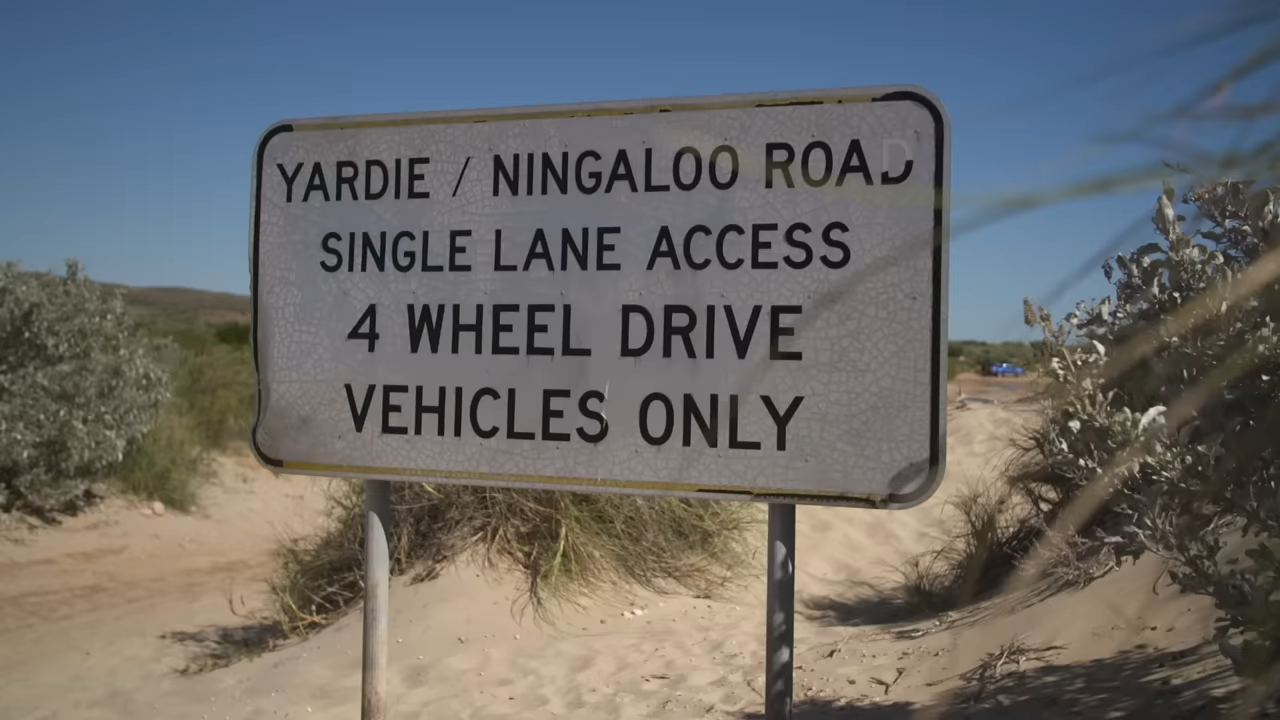 YARDIE / NINGALOO ROAD
SINGLE LANE ACCESS
4 WHEEL DRIVE
VEHICLES ONLY